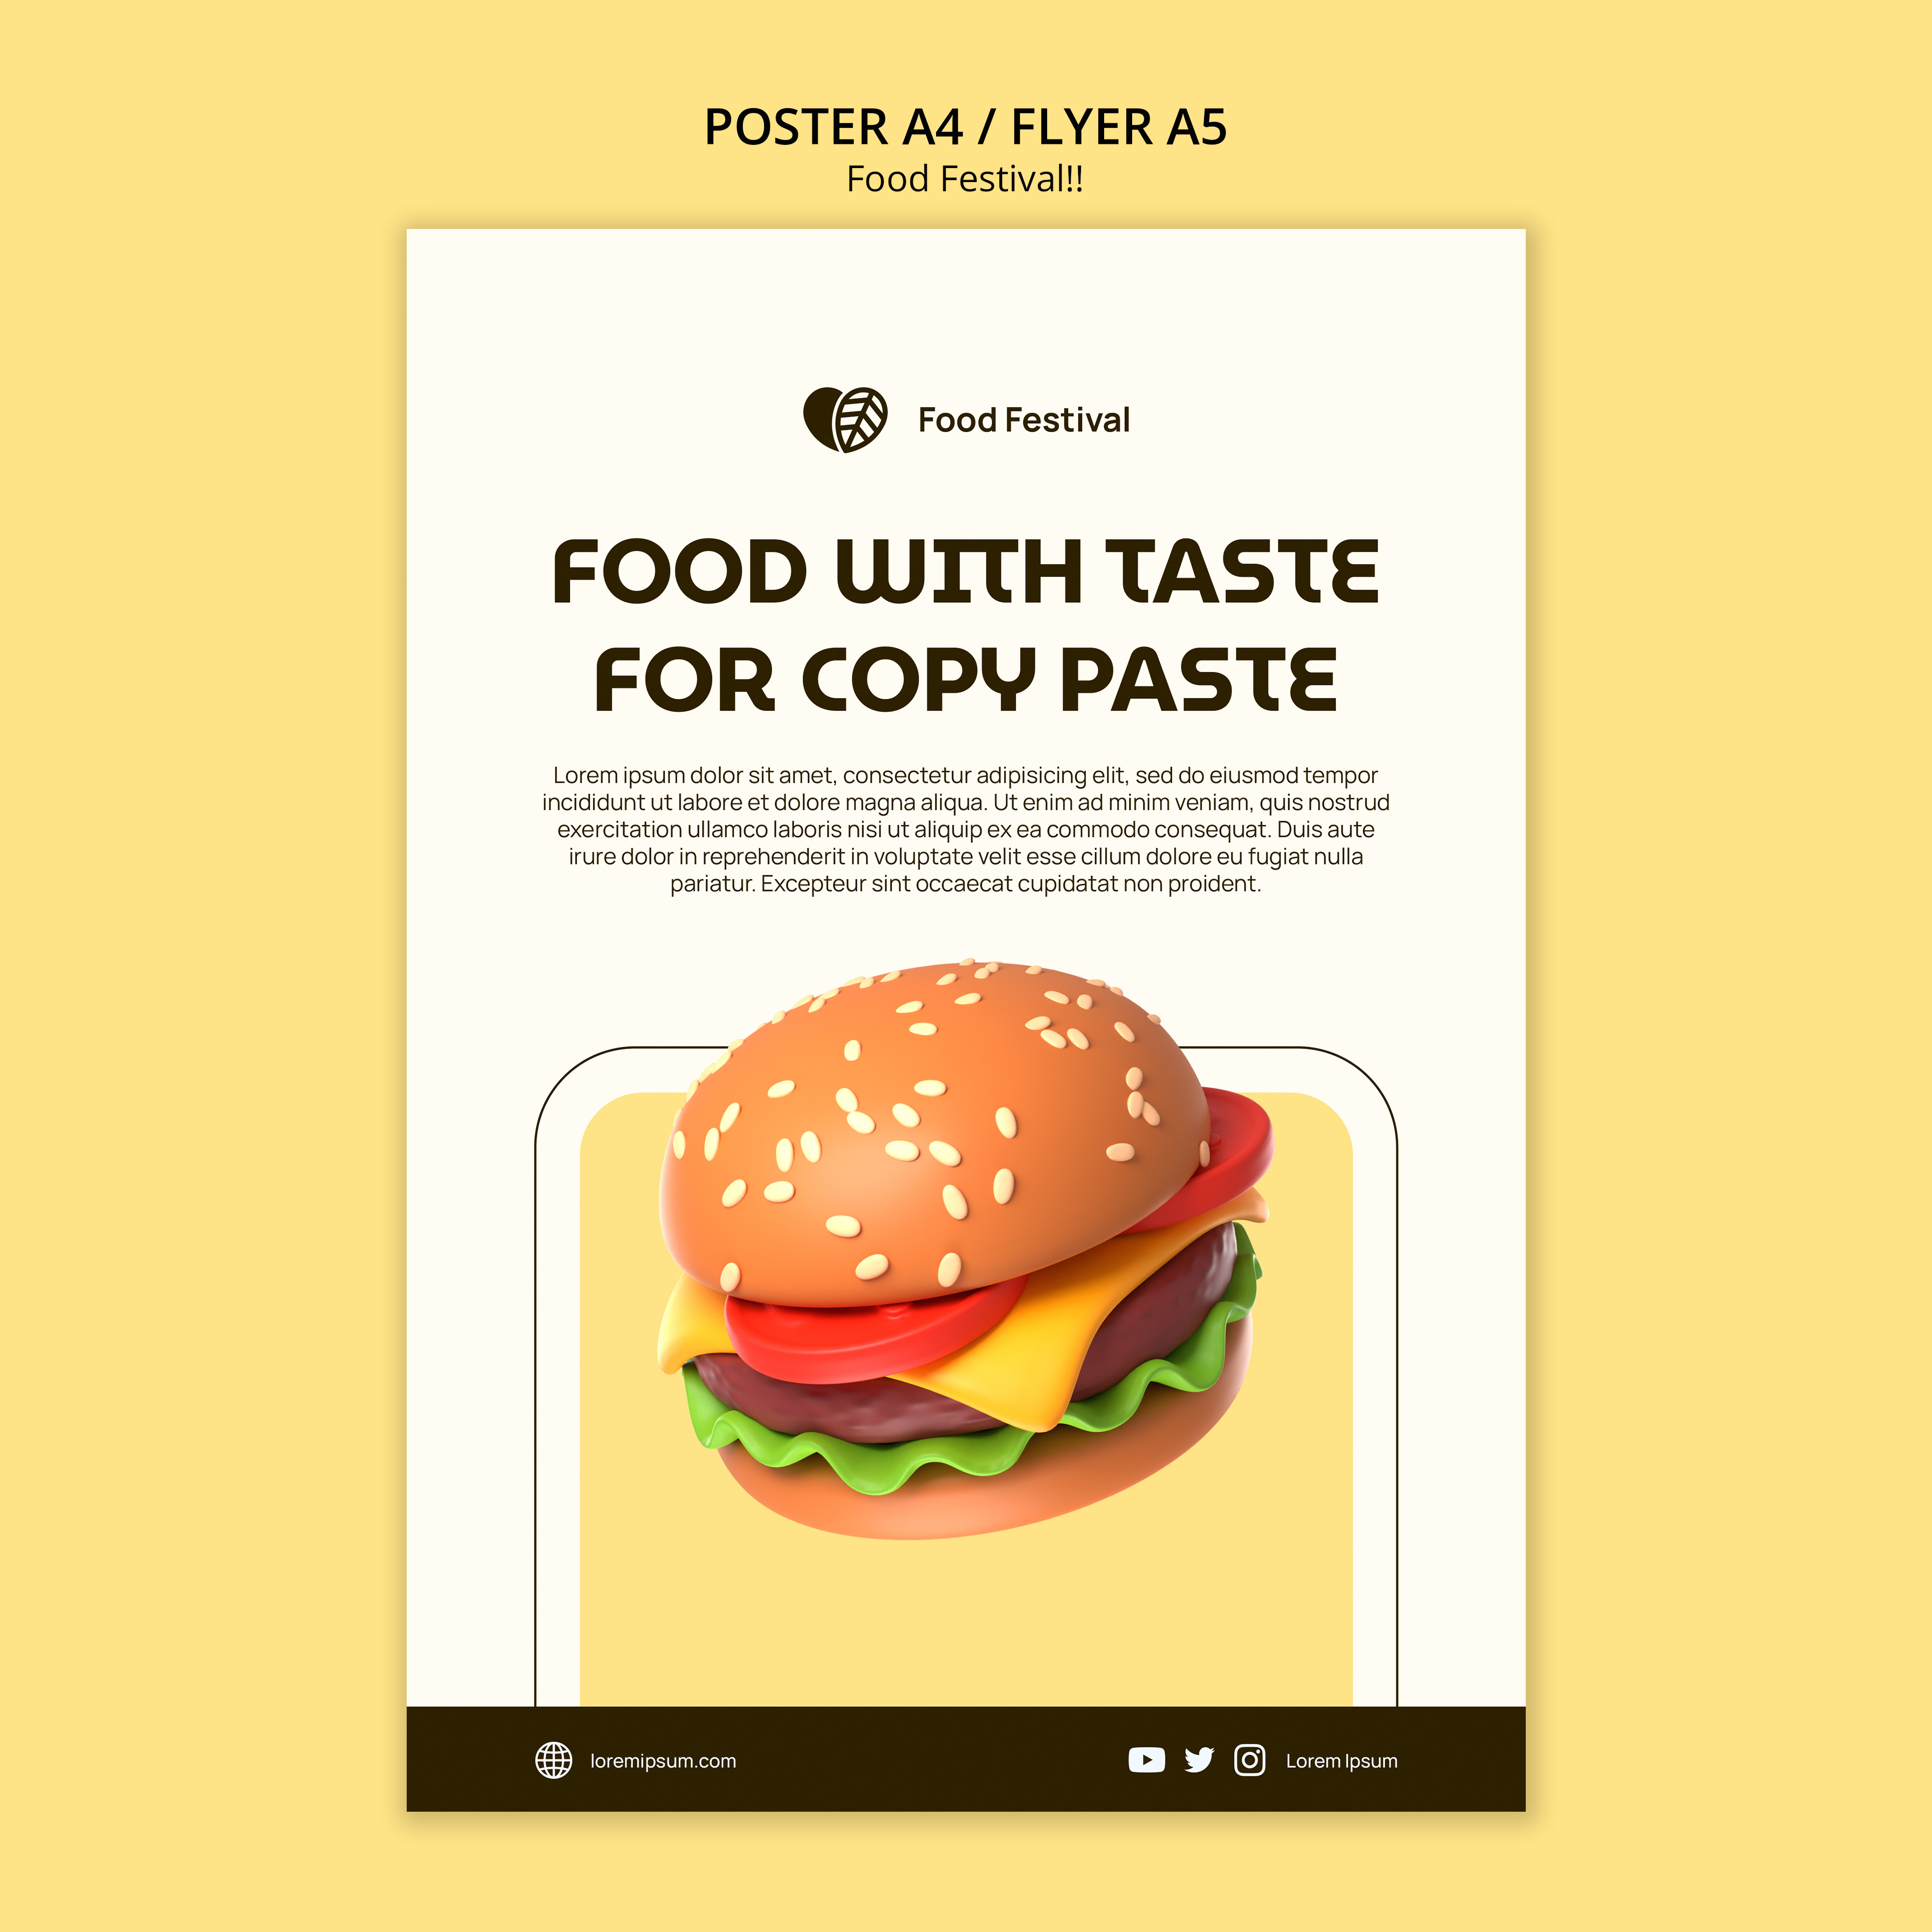 POSTER A4 / FLYER A5
Food Festival!!
Food Festival
FOOD WITH TASTE
FOR COPY PASTE
Lorem ipsum dolor sit amet, consectetur adipisicing elit, sed do eiusmod tempor
incididunt ut labore et dolore magna aliqua. Ut enim ad minim veniam, quis nostrud
exercitation ullamco laboris nisi ut aliquip ex ea commodo consequat. Duis aute
irure dolor in reprehenderit in voluptate velit esse cillum dolore eu fugiat nulla
pariatur. Excepteur sint occaecat cupidatat non proident.
loremipsum.com
Lorem Ipsum